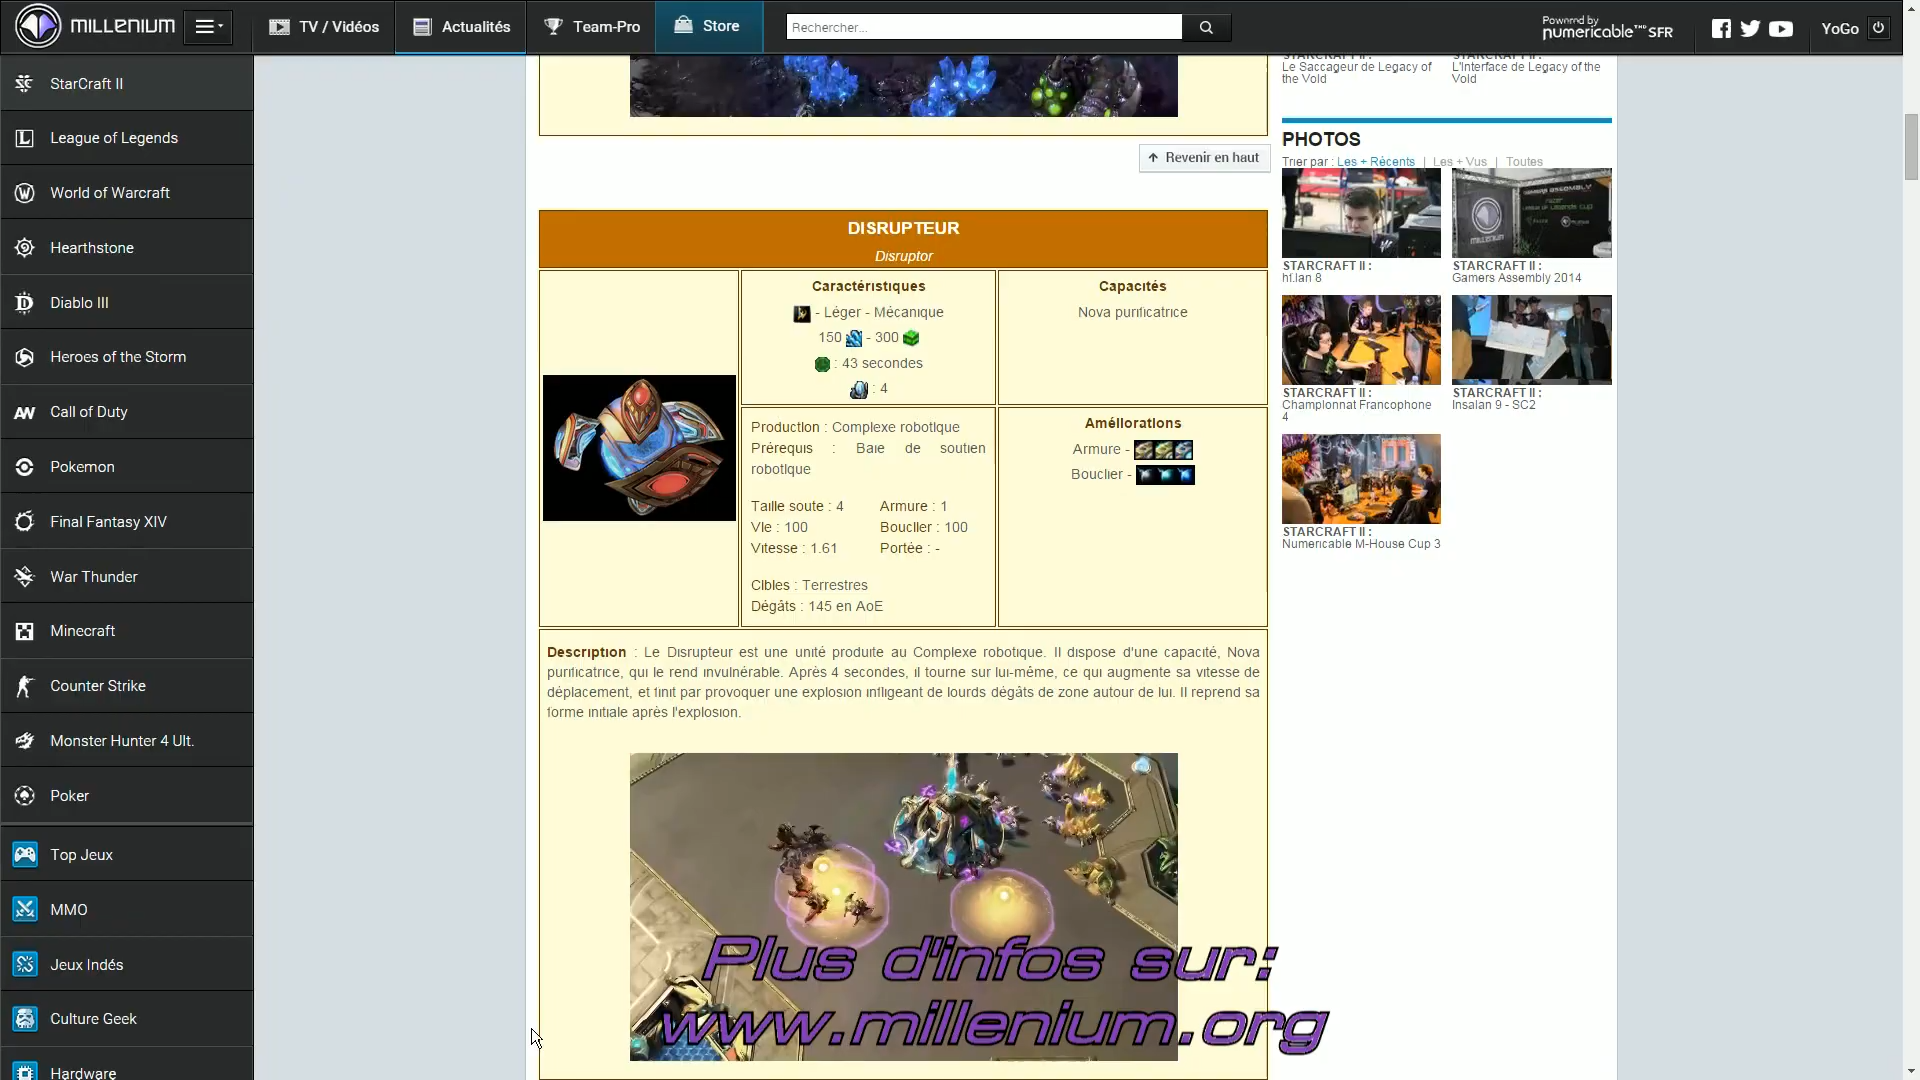 MILLENIUM
TV / Vidéos
Actualités
Team-Pro
Store
Rechercher...
Powered by
numericable SFR
YoGo
StarCraft II
League of Legends
World of Warcraft
Hearthstone
Diablo III
Heroes of the Storm
Call of Duty
Pokemon
Final Fantasy XIV
War Thunder
Minecraft
Counter Strike
Monster Hunter 4 Ult.
Poker
Top Jeux
MMO
Jeux Indés
Culture Geek
Hardware
Revenir en haut
DISRUPTEUR
Disruptor
Caractéristiques
- Léger - Mécanique
150 - 300
: 43 secondes
: 4
Capacités
Nova purificatrice
Production : Complexe robotique
Prérequis : Baie de soutien
robotique
Taille soute : 4 Armure : 1
Vie : 100 Bouclier : 100
Vitesse : 1.61 Portée : -
Cibles : Terrestres
Dégâts : 145 en AoE
Améliorations
Armure -
Bouclier -
Description : Le Disrupteur est une unité produite au Complexe robotique. Il dispose d'une capacité, Nova
purificatrice, qui le rend invulnérable. Après 4 secondes, il tourne sur lui-même, ce qui augmente sa vitesse de
déplacement, et finit par provoquer une explosion infligeant de lourds dégâts de zone autour de lui. Il reprend sa
forme initiale après l'explosion.
Plus d'infos sur:
www.millenium.org
STARCRAFT II :
Le Saccageur de Legacy of
the Void
STARCRAFT II :
L'Interface de Legacy of the
Void
PHOTOS
Trier par : Les + Récents | Les + Vus | Toutes
STARCRAFT II :
hf.lan 8
STARCRAFT II :
Gamers Assembly 2014
STARCRAFT II :
Championnat Francophone
4
STARCRAFT II :
Insalan 9 - SC2
STARCRAFT II :
Numericable M-House Cup 3